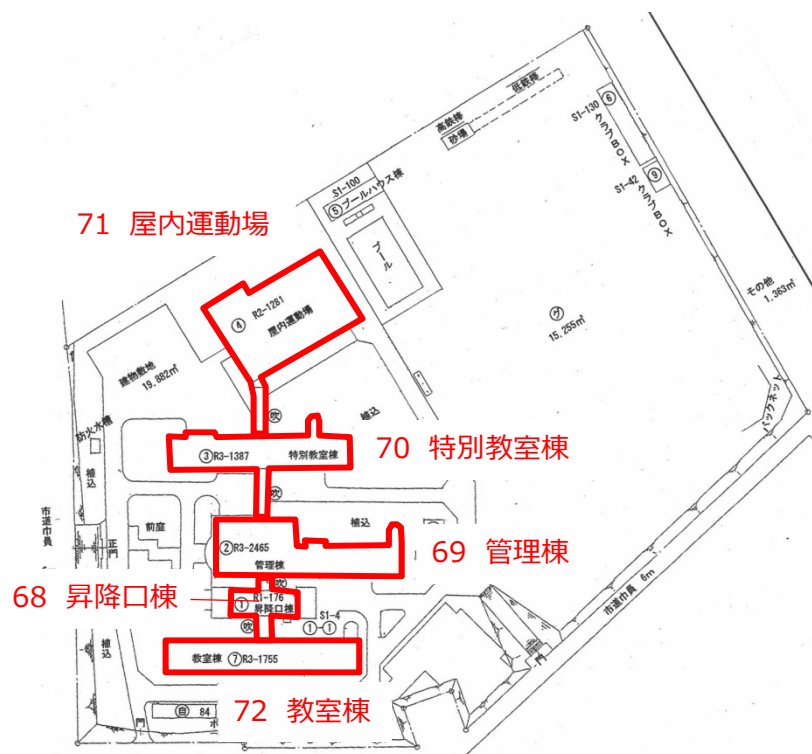 低鉄棒
高鉄棒
砂場
S1-130
⑥
クラブBOX
S1-42
⑨
クラブBOX
S1-100
⑤プールハウス棟
プール
71 屋内運動場
④
R2-1281
屋内運動場
その他
1,363㎡
グ
15,255㎡
建物敷地
19,882㎡
バックネット
防火水槽
植込
植込
吹
③R3-1387
特別教室棟
70 特別教室棟
吹
市道巾員
正門
前庭
植込
②R3-2465
管理棟
69 管理棟
吹
68 昇降口棟
①
R1-176
昇降口棟
S1-4
①-①
吹
市道巾員 6m
植込
教室棟 ⑦R3-1755
門
72 教室棟
自 84
門